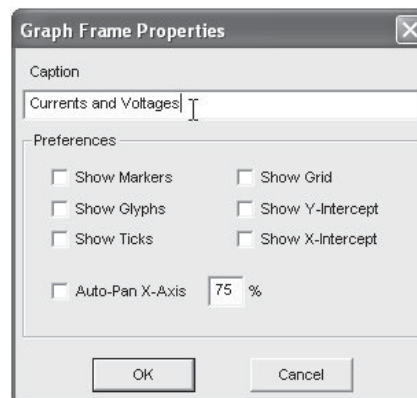 Graph Frame Properties
Caption
Currents and Voltages
Preferences
Show Markers Show Grid
Show Glyphs Show Y-Intercept
Show Ticks Show X-Intercept
Auto-Pan X-Axis 75 %
OK Cancel